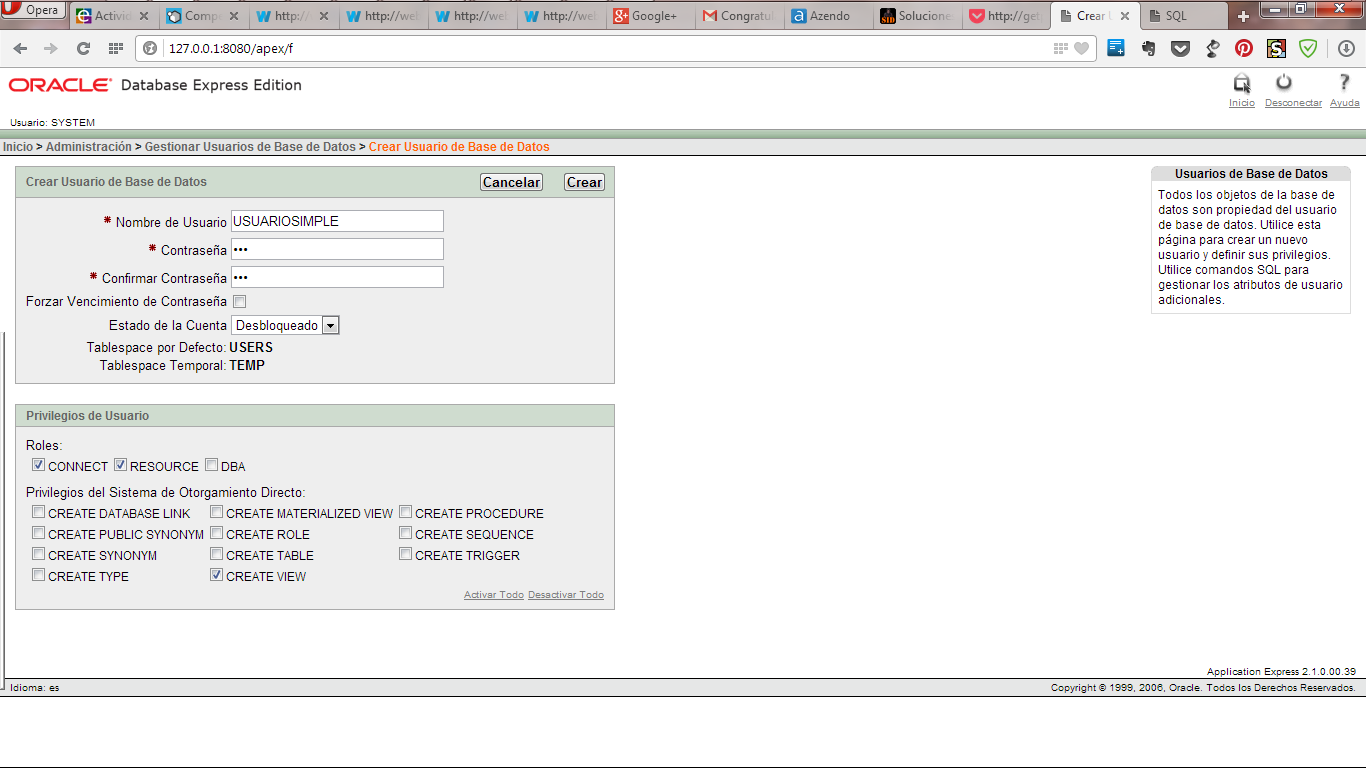 Opera
Activid
Compo
http://
http://web
http://web
http://web
Google+
Congratu
Azendo
Soluciones
http://get
Crear U
SQL
127.0.0.1:8080/apex/f
ORACLE Database Express Edition
Inicio Desconectar Ayuda
Usuario: SYSTEM
Inicio > Administración > Gestionar Usuarios de Base de Datos > Crear Usuario de Base de Datos
Crear Usuario de Base de Datos Cancelar Crear
* Nombre de Usuario USUARIOSIMPLE
* Contraseña •••
* Confirmar Contraseña •••
Forzar Vencimiento de Contraseña
Estado de la Cuenta Desbloqueado
Tablespace por Defecto: USERS
Tablespace Temporal: TEMP
Usuarios de Base de Datos
Todos los objetos de la base de
datos son propiedad del usuario
de base de datos. Utilice esta
página para crear un nuevo
usuario y definir sus privilegios.
Utilice comandos SQL para
gestionar los atributos de usuario
adicionales.
Privilegios de Usuario
Roles:
CONNECT RESOURCE DBA
Privilegios del Sistema de Otorgamiento Directo:
CREATE DATABASE LINK CREATE MATERIALIZED VIEW CREATE PROCEDURE
CREATE PUBLIC SYNONYM CREATE ROLE CREATE SEQUENCE
CREATE SYNONYM CREATE TABLE CREATE TRIGGER
CREATE TYPE CREATE VIEW
Activar Todo Desactivar Todo
Application Express 2.1.0.00.39
Idioma: es Copyright © 1999, 2006, Oracle. Todos los Derechos Reservados.